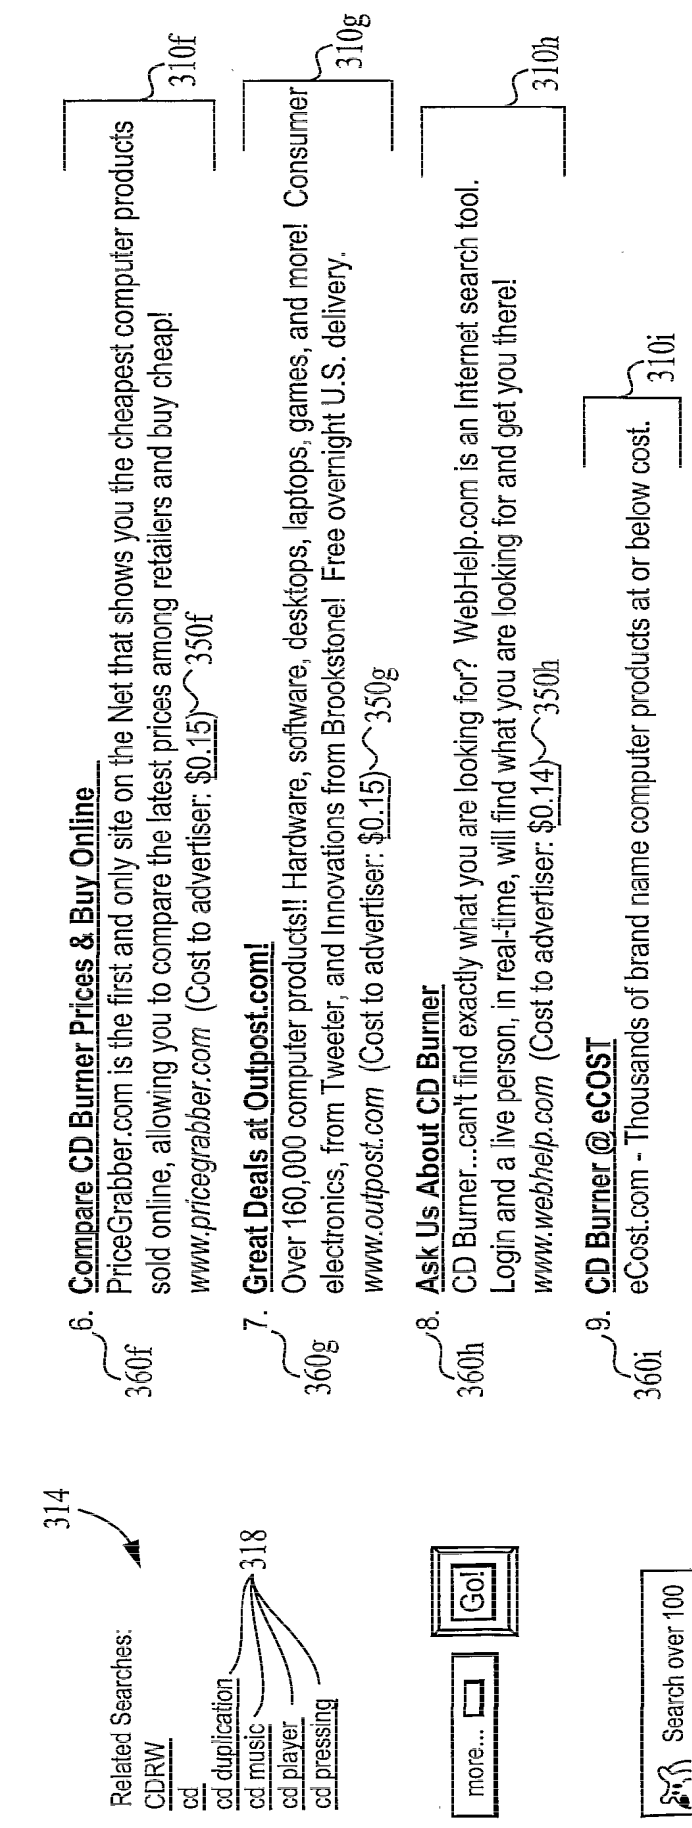 314
Related Searches:
CDRW
cd
cd duplication
cd music
cd player
cd pressing
318
more...
Go!
Search over 100
360f
6. Compare CD Burner Prices & Buy Online
PriceGrabber.com is the first and only site on the Net that shows you the cheapest computer products
sold online, allowing you to compare the latest prices among retailers and buy cheap!
www.pricegrabber.com (Cost to advertiser: $0.15)
350f
310f
360g
7. Great Deals at Outpost.com!
Over 160,000 computer products!! Hardware, software, desktops, laptops, games, and more! Consumer
electronics, from Tweeter, and Innovations from Brookstone! Free overnight U.S. delivery.
www.outpost.com (Cost to advertiser: $0.15)
350g
310g
360h
8. Ask Us About CD Burner
CD Burner...can't find exactly what you are looking for? WebHelp.com is an Internet search tool.
Login and a live person, in real-time, will find what you are looking for and get you there!
www.webhelp.com (Cost to advertiser: $0.14)
350h
310h
360i
9. CD Burner @ eCOST
eCost.com - Thousands of brand name computer products at or below cost.
310i